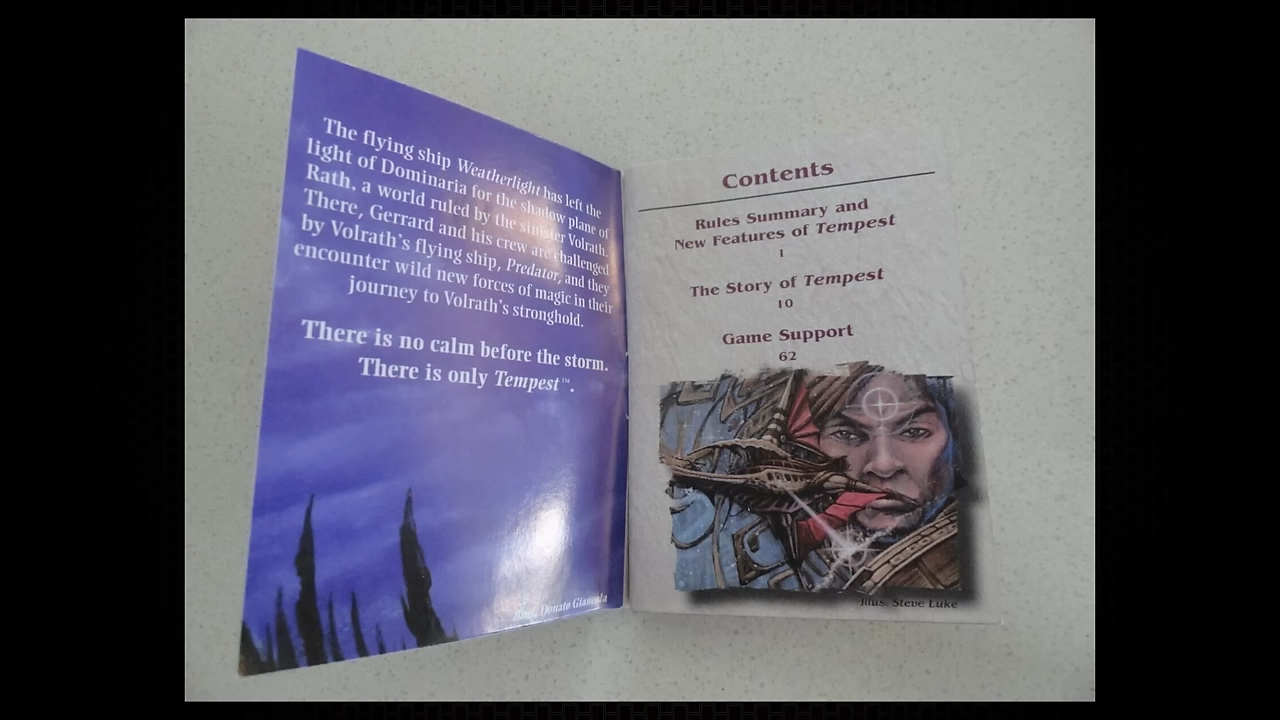 The flying ship Weatherlight has left the
light of Dominaria for the shadow plane of
Rath, a world ruled by the sinister Volrath.
There, Gerrard and his crew are challenged
by Volrath's flying ship, Predator, and they
encounter wild new forces of magic in their
journey to Volrath's stronghold.
There is no calm before the storm.
There is only Tempest™.
Illus. Donato Giancola
Contents
Rules Summary and
New Features of Tempest
1
The Story of Tempest
10
Game Support
62
Illus. Steve Luke